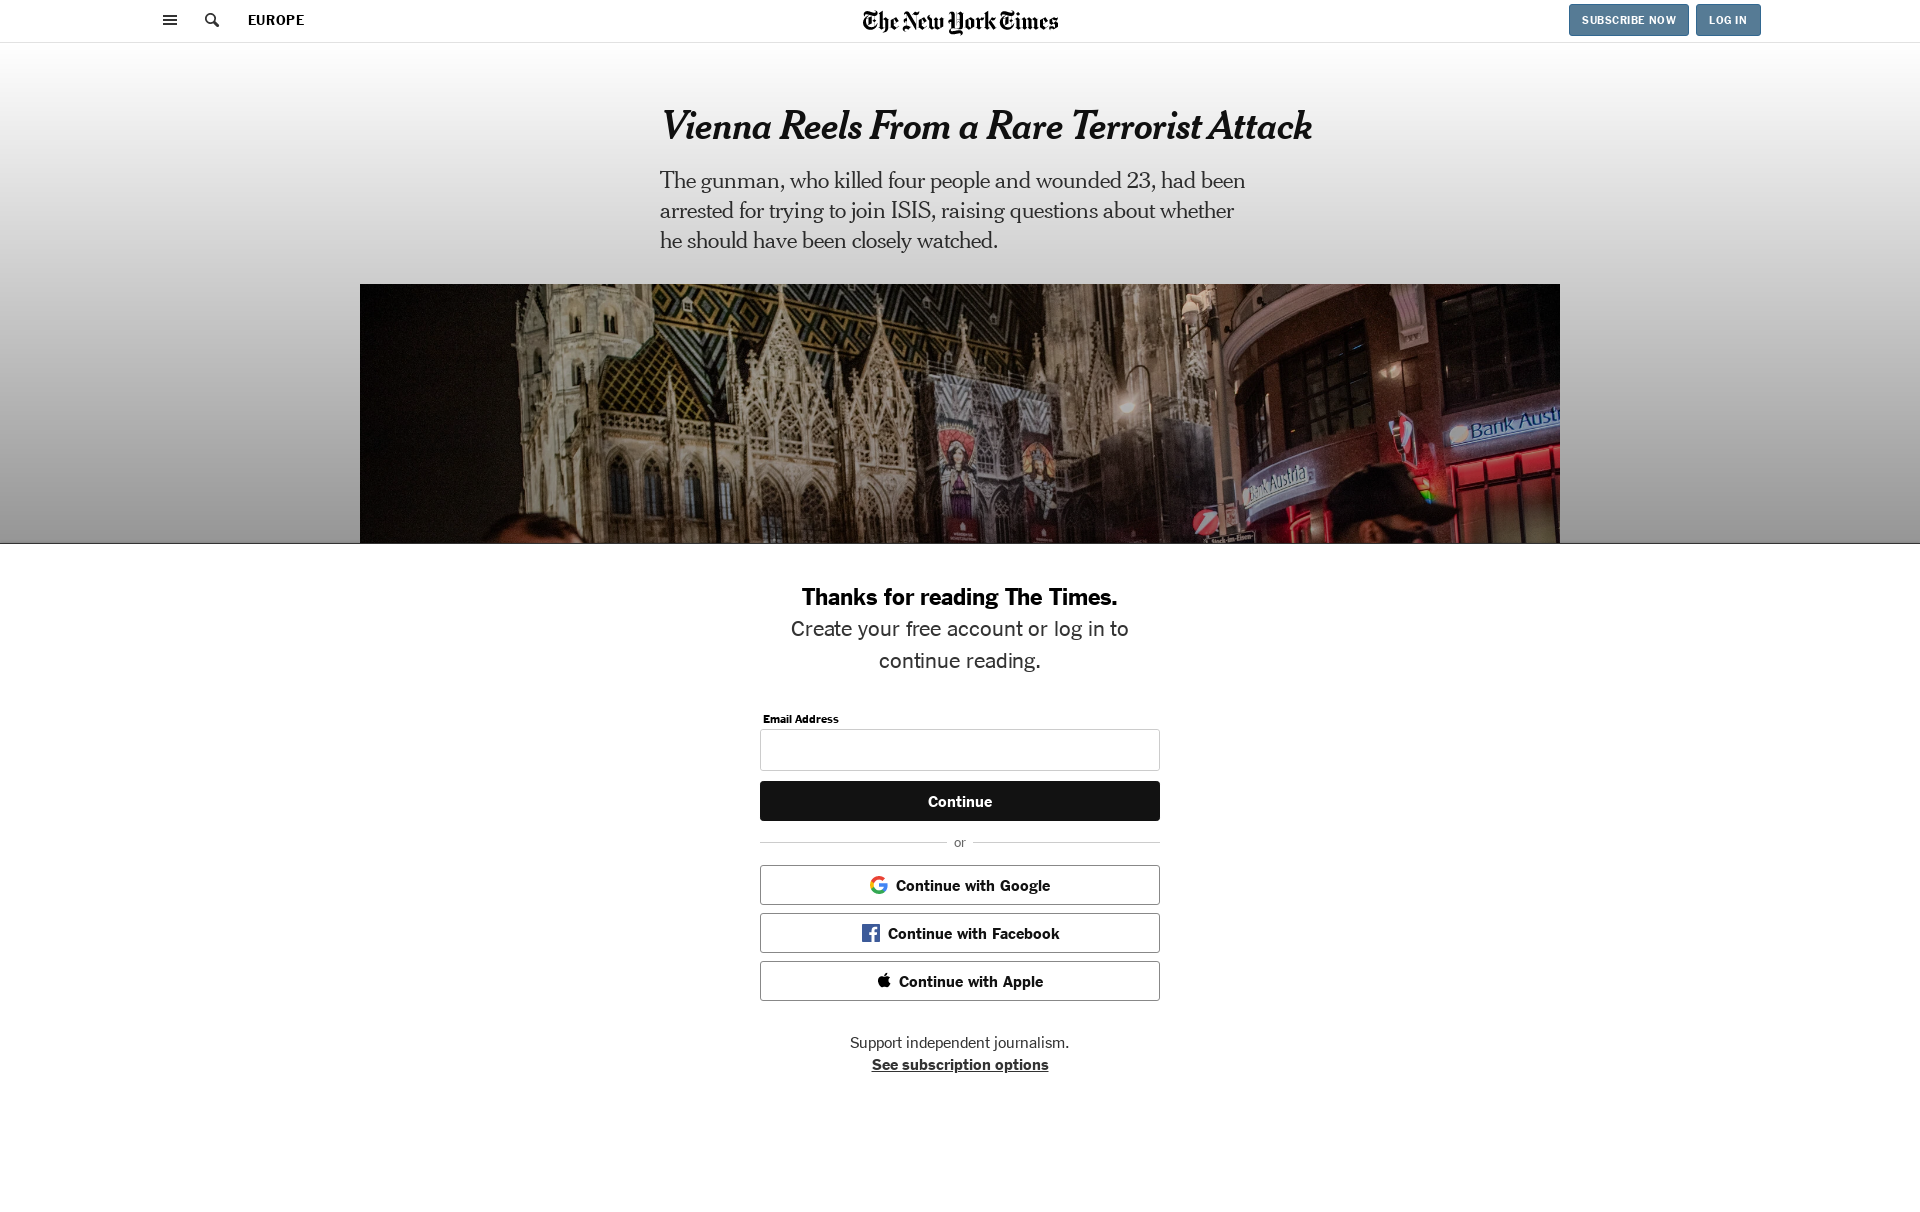 EUROPE
The New York Times
SUBSCRIBE NOW
LOG IN
Vienna Reels From a Rare Terrorist Attack
The gunman, who killed four people and wounded 23, had been
arrested for trying to join ISIS, raising questions about whether
he should have been closely watched.
Bank Austria
Bank Austria
Thanks for reading The Times.
Create your free account or log in to
continue reading.
Email Address
Continue
or
Continue with Google
Continue with Facebook
Continue with Apple
Support independent journalism.
See subscription options